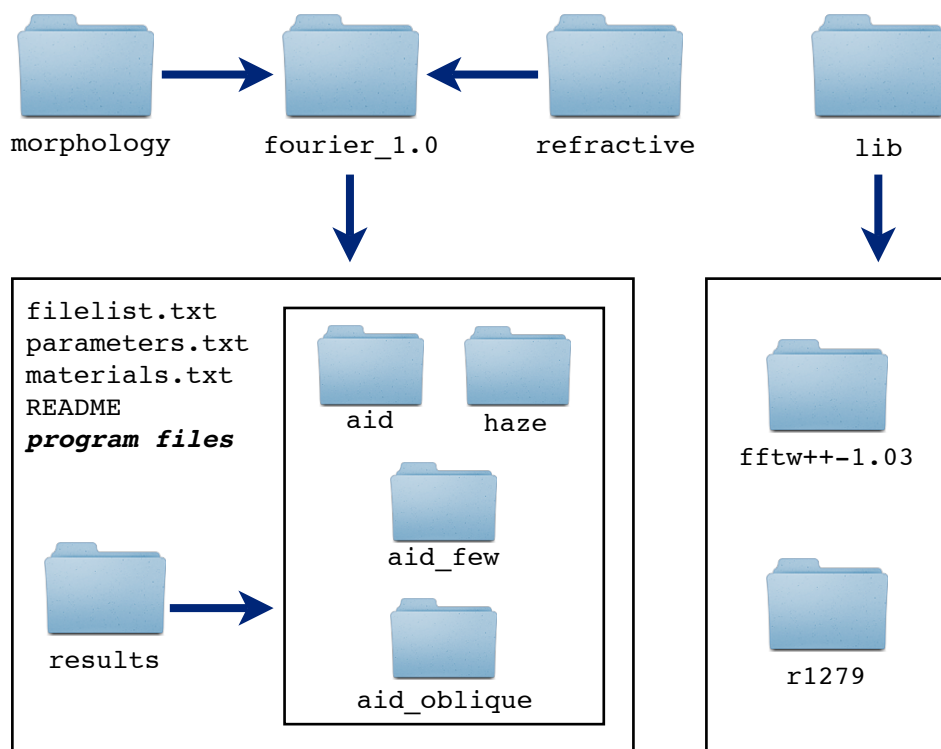 morphology
fourier_1.0
refractive
lib
filelist.txt
parameters.txt
materials.txt
README
program files
aid
haze
aid_few
results
aid_oblique
fftw++-1.03
r1279